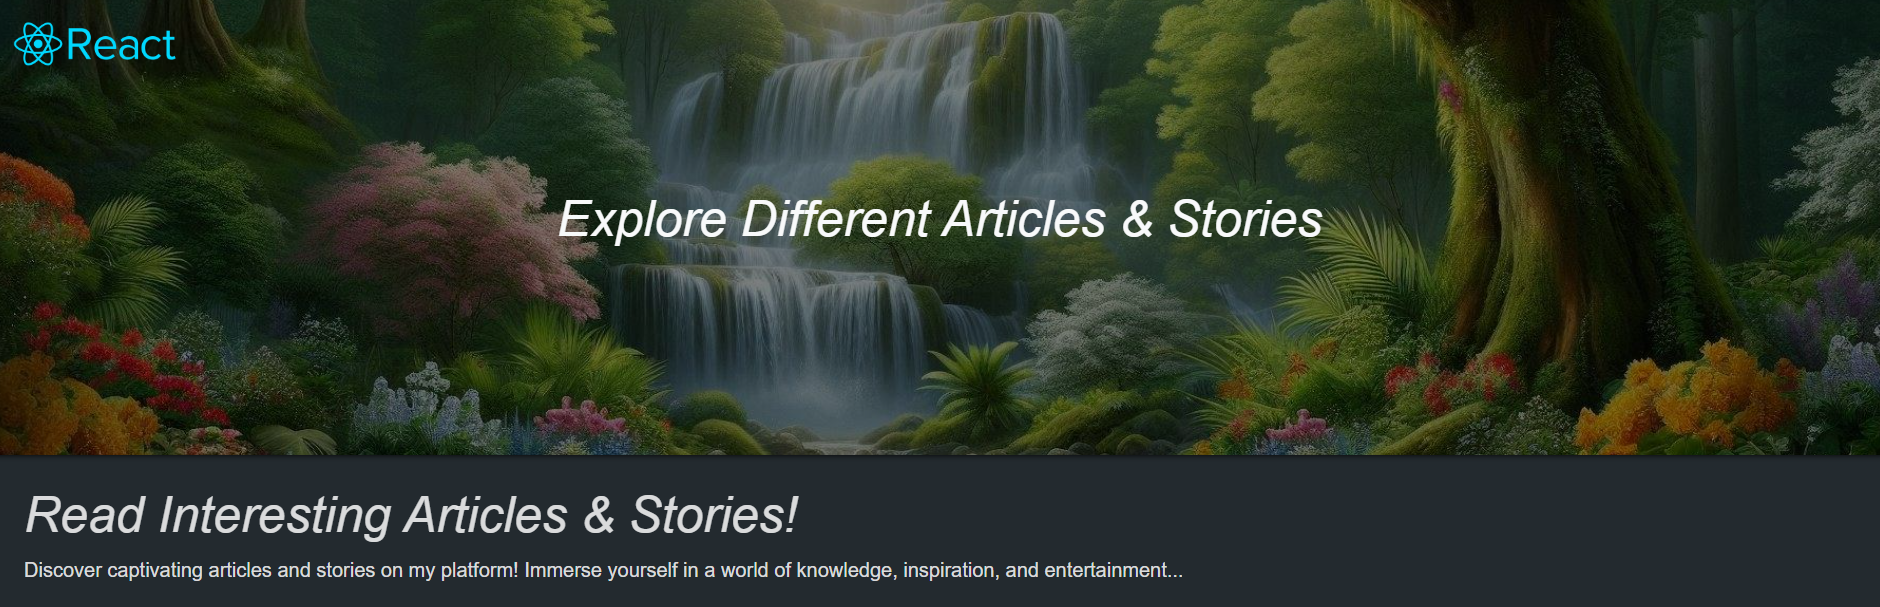 React
Explore Different Articles & Stories
Read Interesting Articles & Stories!
Discover captivating articles and stories on my platform! Immerse yourself in a world of knowledge, inspiration, and entertainment...